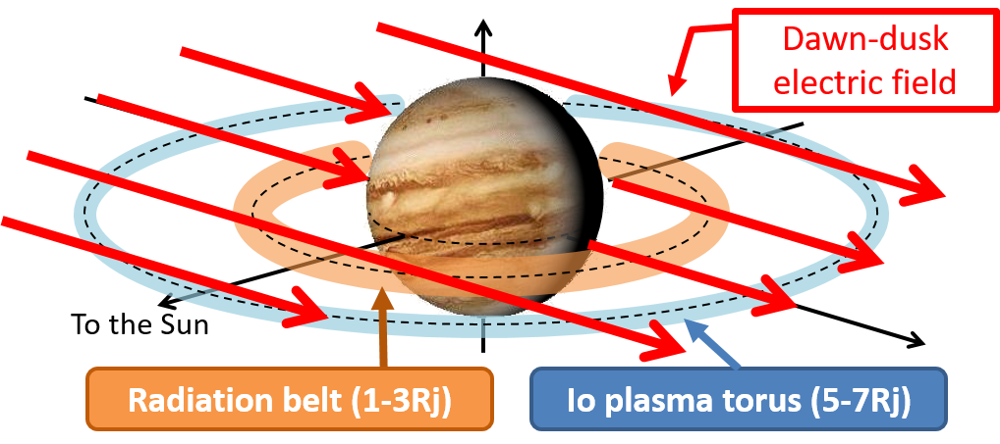 Dawn-dusk
electric field
To the Sun
Radiation belt (1-3Rj)
Io plasma torus (5-7Rj)